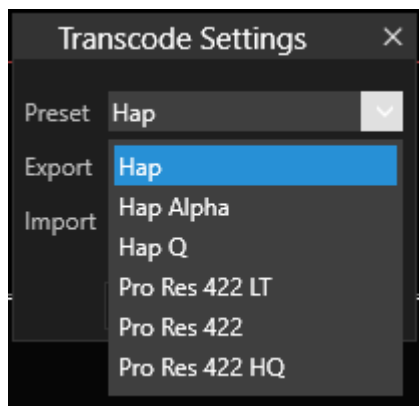 Transcode Settings
Preset Hap
Export Hap
Hap Alpha
Import
Hap Q
Pro Res 422 LT
Pro Res 422
Pro Res 422 HQ